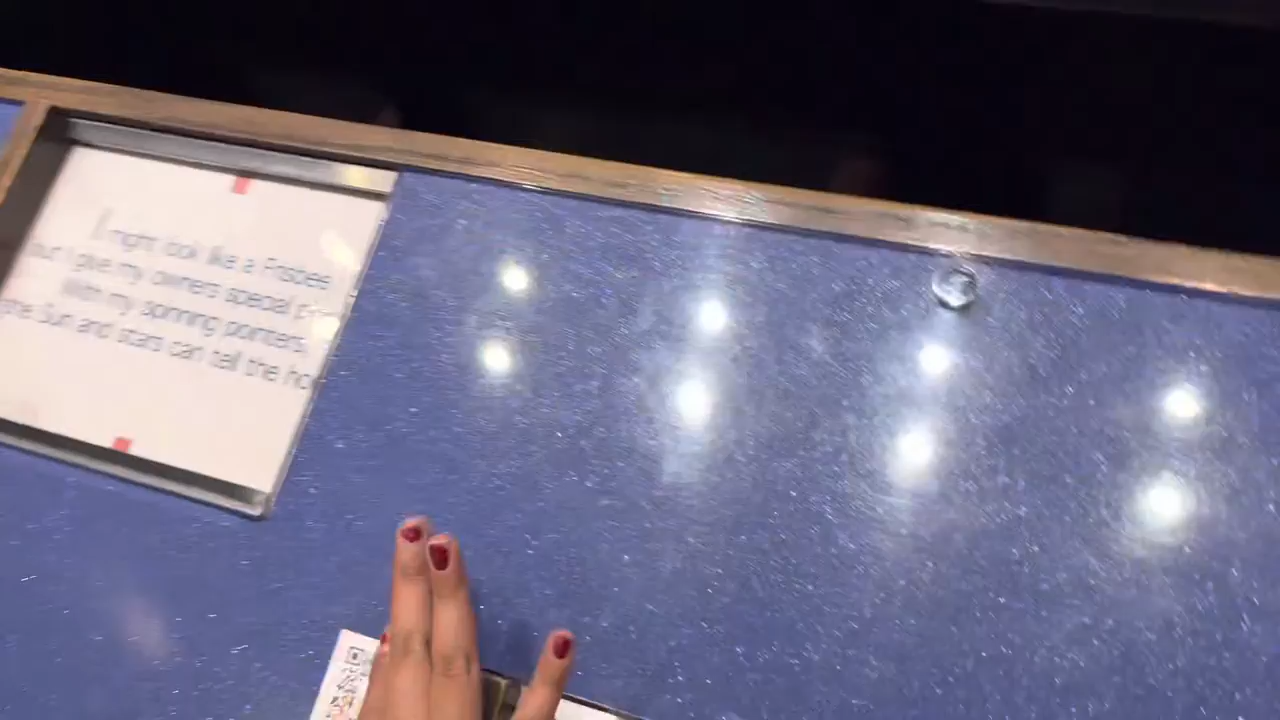 I might look like a Frisbee
but I give my owners special
With my spinning pointers,
the Sun and stars can tell the